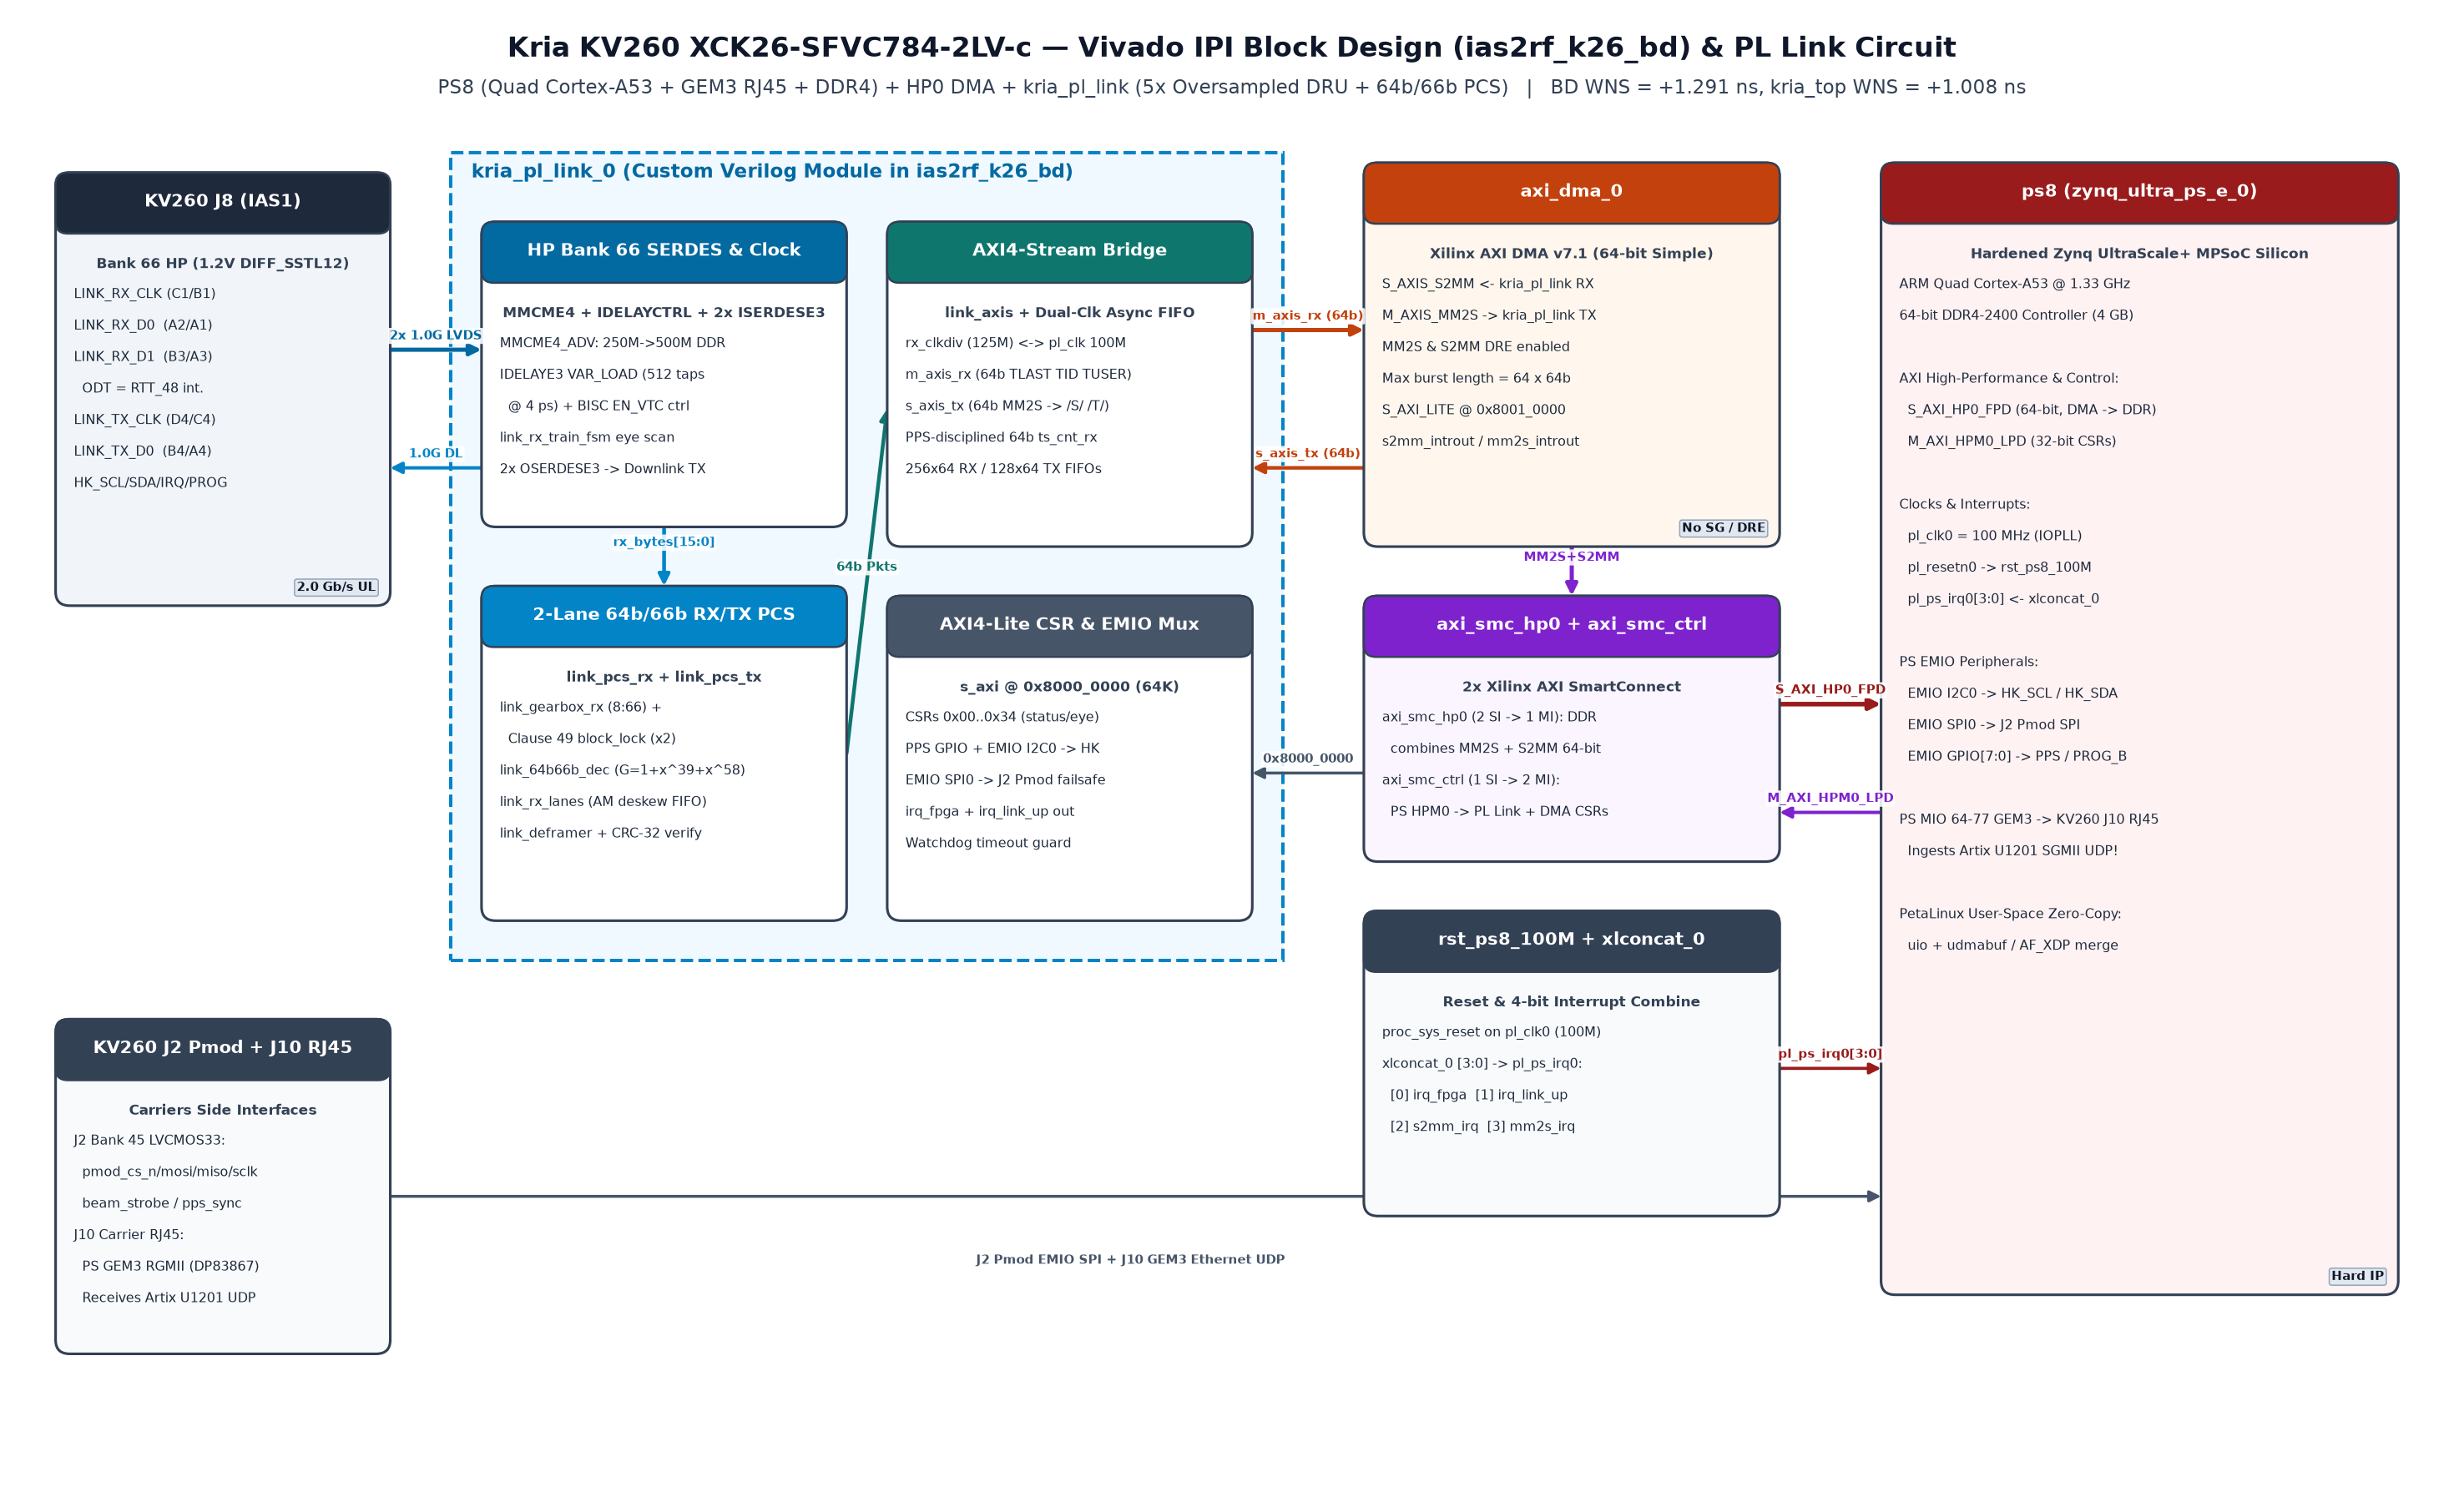 Kria KV260 XCK26-SFVC784-2LV-c — Vivado IPI Block Design (ias2rf_k26_bd) & PL Link Circuit
PS8 (Quad Cortex-A53 + GEM3 RJ45 + DDR4) + HP0 DMA + kria_pl_link (5x Oversampled DRU + 64b/66b PCS)   |   BD WNS = +1.291 ns, kria_top WNS = +1.008 ns
KV260 J8 (IAS1)
Bank 66 HP (1.2V DIFF_SSTL12)
LINK_RX_CLK (C1/B1)
LINK_RX_D0  (A2/A1)
LINK_RX_D1  (B3/A3)
ODT = RTT_48 int.
LINK_TX_CLK (D4/C4)
LINK_TX_D0  (B4/A4)
HK_SCL/SDA/IRQ/PROG
2.0 Gb/s UL
2x 1.0G LVDS
1.0G DL
kria_pl_link_0 (Custom Verilog Module in ias2rf_k26_bd)
HP Bank 66 SERDES & Clock
MMCME4 + IDELAYCTRL + 2x ISERDESE3
MMCME4_ADV: 250M->500M DDR
IDELAYE3 VAR_LOAD (512 taps
@ 4 ps) + BISC EN_VTC ctrl
link_rx_train_fsm eye scan
2x OSERDESE3 -> Downlink TX
rx_bytes[15:0]
2-Lane 64b/66b RX/TX PCS
link_pcs_rx + link_pcs_tx
link_gearbox_rx (8:66) +
Clause 49 block_lock (x2)
link_64b66b_dec (G=1+x^39+x^58)
link_rx_lanes (AM deskew FIFO)
link_deframer + CRC-32 verify
64b Pkts
AXI4-Stream Bridge
link_axis + Dual-Clk Async FIFO
rx_clkdiv (125M) <-> pl_clk 100M
m_axis_rx (64b TLAST TID TUSER)
s_axis_tx (64b MM2S -> /S/ /T/)
PPS-disciplined 64b ts_cnt_rx
256x64 RX / 128x64 TX FIFOs
AXI4-Lite CSR & EMIO Mux
s_axi @ 0x8000_0000 (64K)
CSRs 0x00..0x34 (status/eye)
PPS GPIO + EMIO I2C0 -> HK
EMIO SPI0 -> J2 Pmod failsafe
irq_fpga + irq_link_up out
Watchdog timeout guard
m_axis_rx (64b)
s_axis_tx (64b)
0x8000_0000
axi_dma_0
Xilinx AXI DMA v7.1 (64-bit Simple)
S_AXIS_S2MM <- kria_pl_link RX
M_AXIS_MM2S -> kria_pl_link TX
MM2S & S2MM DRE enabled
Max burst length = 64 x 64b
S_AXI_LITE @ 0x8001_0000
s2mm_introut / mm2s_introut
No SG / DRE
MM2S+S2MM
axi_smc_hp0 + axi_smc_ctrl
2x Xilinx AXI SmartConnect
axi_smc_hp0 (2 SI -> 1 MI): DDR
combines MM2S + S2MM 64-bit
axi_smc_ctrl (1 SI -> 2 MI):
PS HPM0 -> PL Link + DMA CSRs
S_AXI_HP0_FPD
M_AXI_HPM0_LPD
rst_ps8_100M + xlconcat_0
Reset & 4-bit Interrupt Combine
proc_sys_reset on pl_clk0 (100M)
xlconcat_0 [3:0] -> pl_ps_irq0:
[0] irq_fpga  [1] irq_link_up
[2] s2mm_irq  [3] mm2s_irq
pl_ps_irq0[3:0]
ps8 (zynq_ultra_ps_e_0)
Hardened Zynq UltraScale+ MPSoC Silicon
ARM Quad Cortex-A53 @ 1.33 GHz
64-bit DDR4-2400 Controller (4 GB)
AXI High-Performance & Control:
S_AXI_HP0_FPD (64-bit, DMA -> DDR)
M_AXI_HPM0_LPD (32-bit CSRs)
Clocks & Interrupts:
pl_clk0 = 100 MHz (IOPLL)
pl_resetn0 -> rst_ps8_100M
pl_ps_irq0[3:0] <- xlconcat_0
PS EMIO Peripherals:
EMIO I2C0 -> HK_SCL / HK_SDA
EMIO SPI0 -> J2 Pmod SPI
EMIO GPIO[7:0] -> PPS / PROG_B
PS MIO 64-77 GEM3 -> KV260 J10 RJ45
Ingests Artix U1201 SGMII UDP!
PetaLinux User-Space Zero-Copy:
uio + udmabuf / AF_XDP merge
Hard IP
KV260 J2 Pmod + J10 RJ45
Carriers Side Interfaces
J2 Bank 45 LVCMOS33:
pmod_cs_n/mosi/miso/sclk
beam_strobe / pps_sync
J10 Carrier RJ45:
PS GEM3 RGMII (DP83867)
Receives Artix U1201 UDP
J2 Pmod EMIO SPI + J10 GEM3 Ethernet UDP